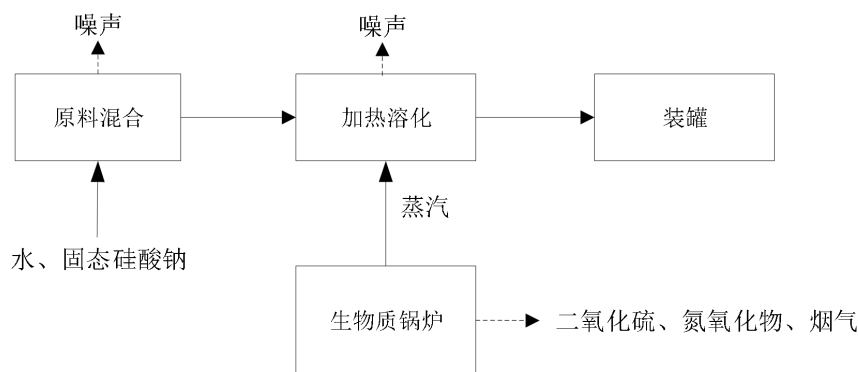 噪声
噪声
原料混合
加热溶化
装罐
蒸汽
水、固态硅酸钠
生物质锅炉
二氧化硫、氮氧化物、烟气